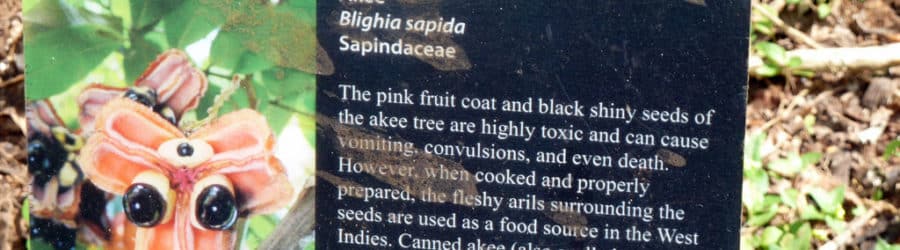 Blighia sapida
Sapindaceae
The pink fruit coat and black shiny seeds of
the akee tree are highly toxic and can cause
vomiting, convulsions, and even death.
However, when cooked and properly
prepared, the fleshy arils surrounding the
seeds are used as a food source in the West
Indies. Canned akee (also